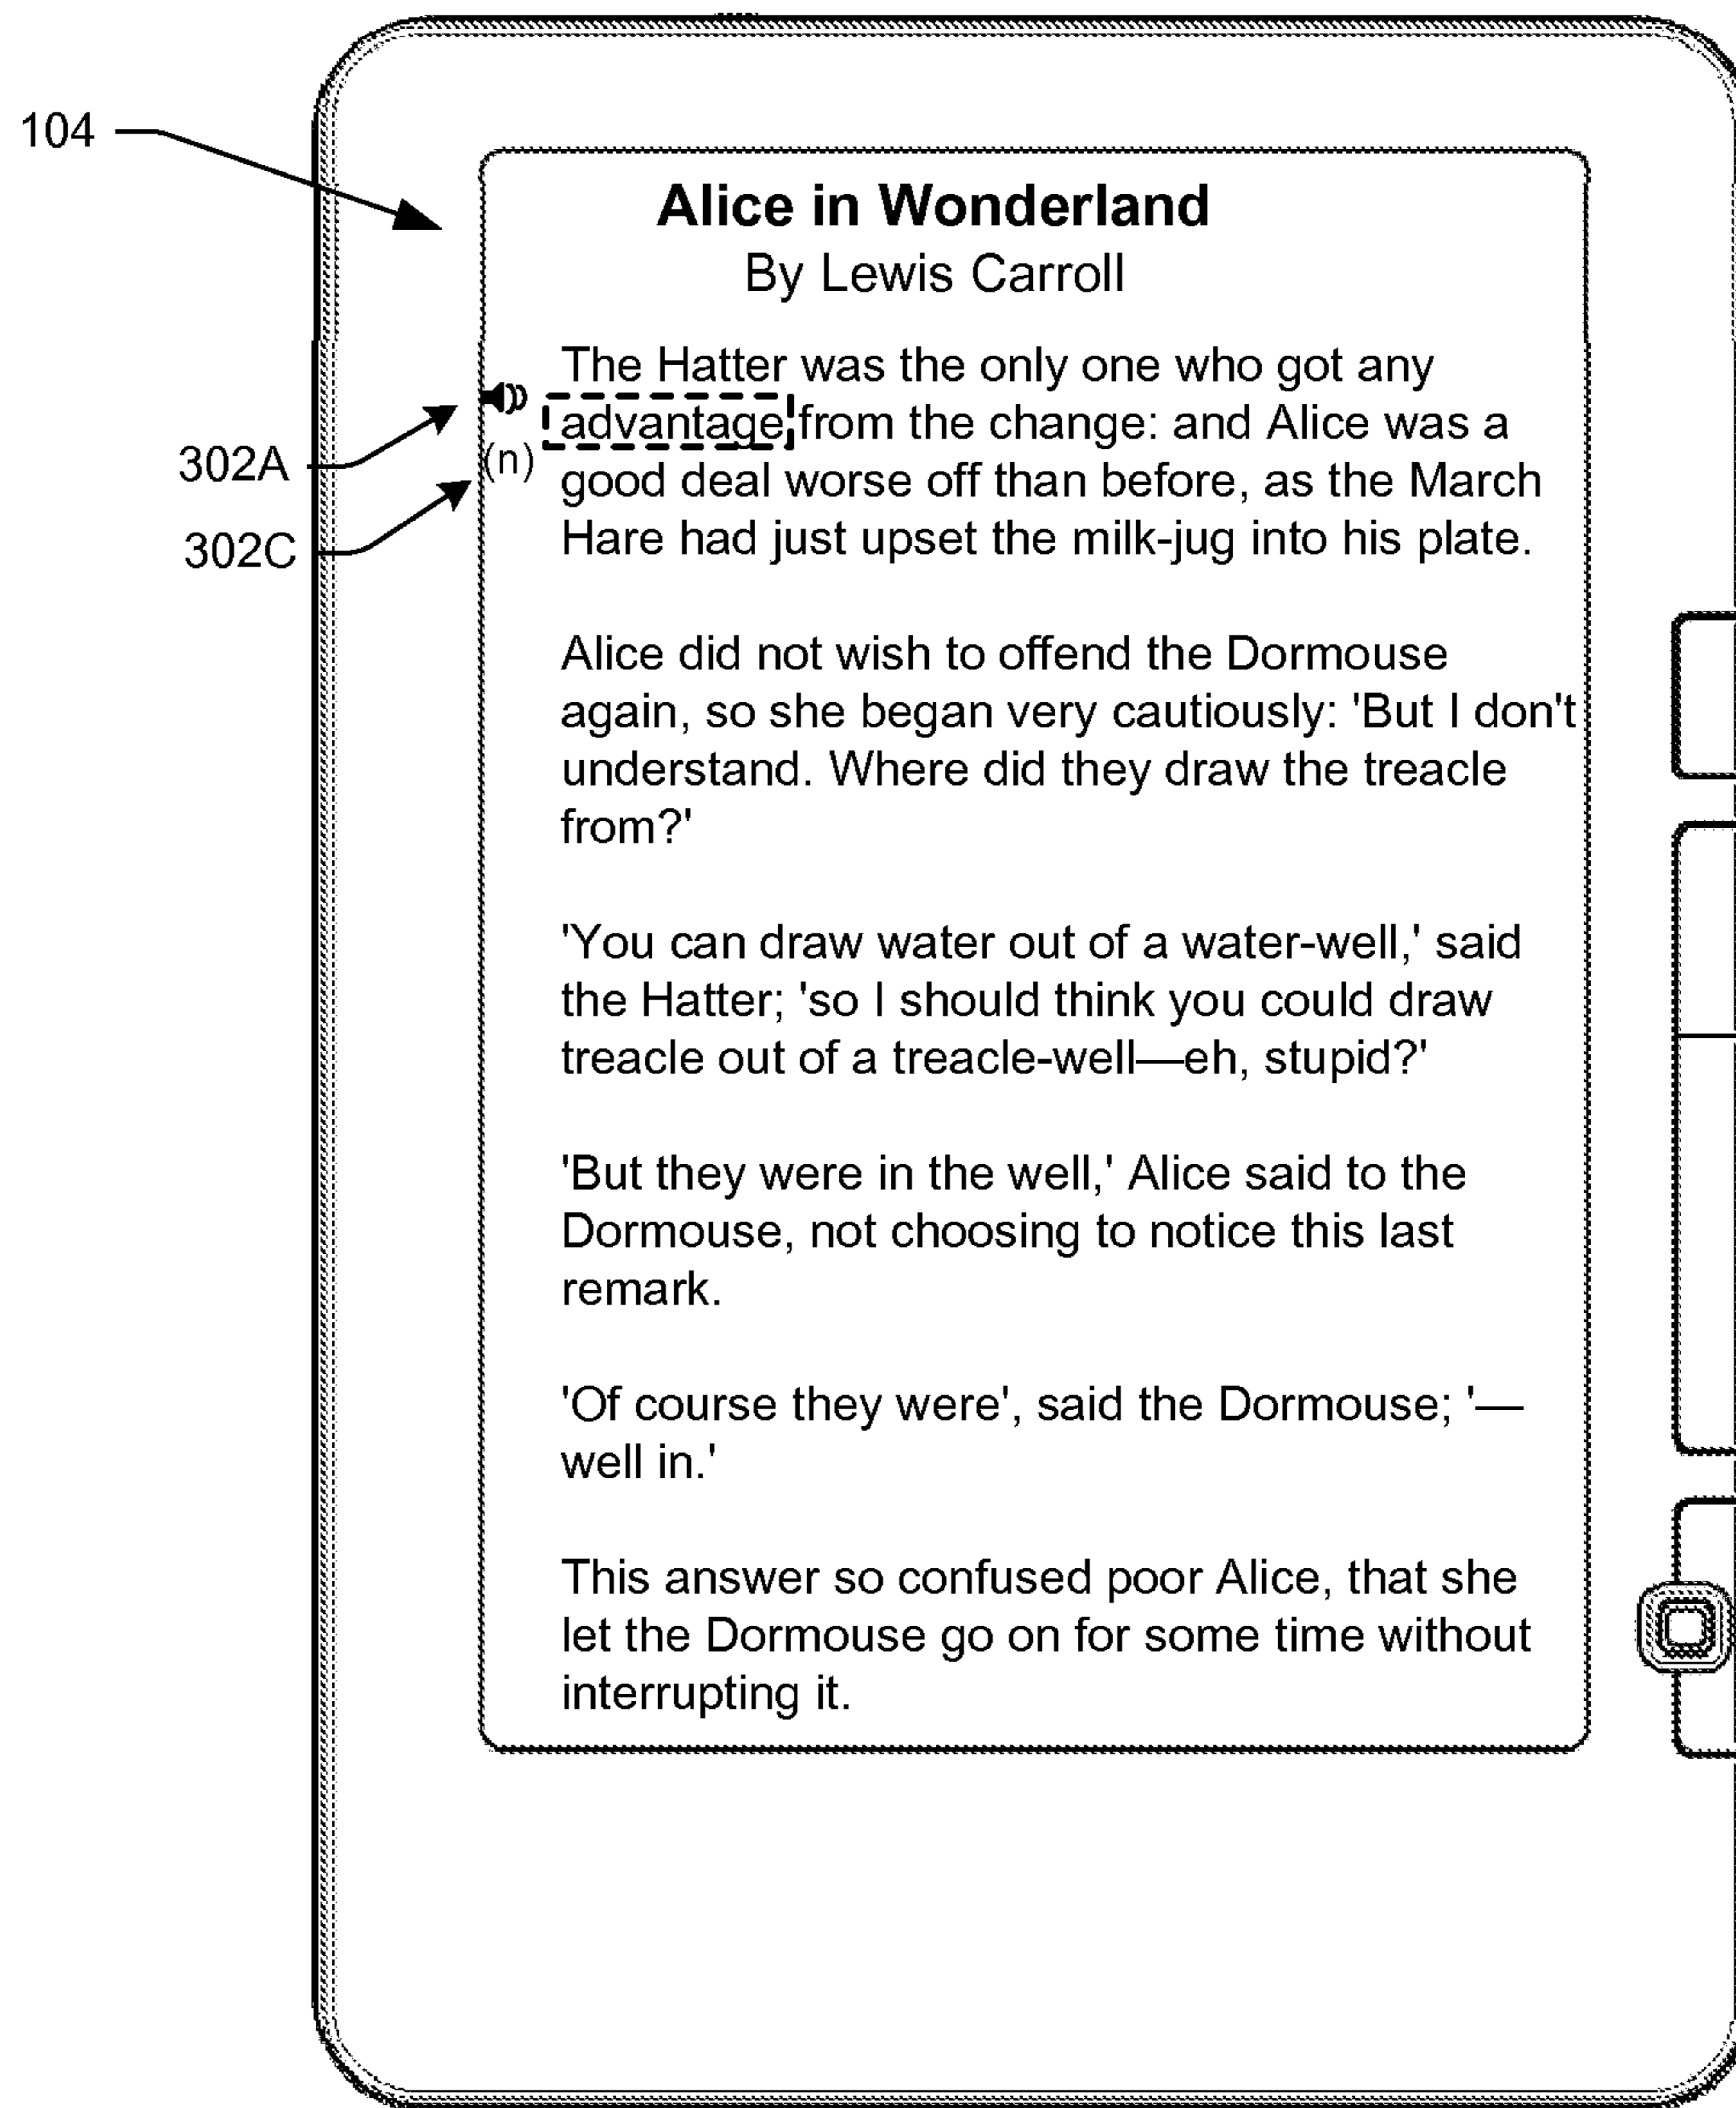 104
Alice in Wonderland
By Lewis Carroll
The Hatter was the only one who got any
advantage from the change: and Alice was a
302A
(n)
good deal worse off than before, as the March
302C
Hare had just upset the milk-jug into his plate.
Alice did not wish to offend the Dormouse
again, so she began very cautiously: 'But I don't
understand. Where did they draw the treacle
from?'
'You can draw water out of a water-well,' said
the Hatter; 'so I should think you could draw
treacle out of a treacle-well—eh, stupid?'
'But they were in the well,' Alice said to the
Dormouse, not choosing to notice this last
remark.
'Of course they were', said the Dormouse; '—
well in.'
This answer so confused poor Alice, that she
let the Dormouse go on for some time without
interrupting it.